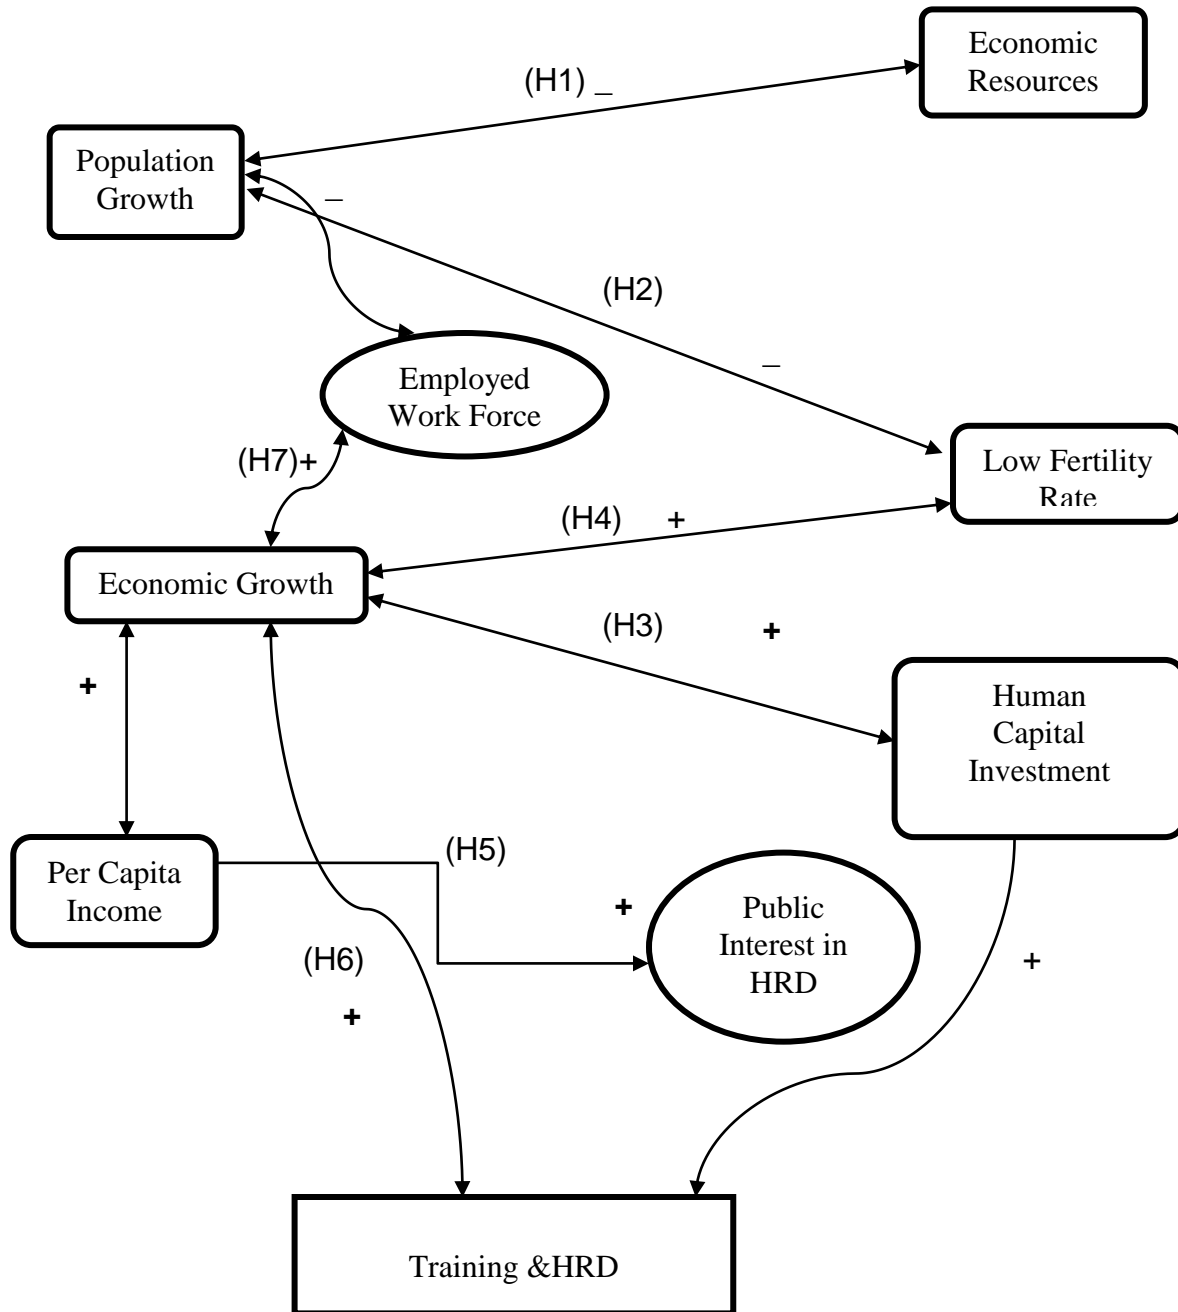 Economic
Resources
(H1) _
Population
Growth
_
(H2)
_
Employed
Work Force
(H7)+
Low Fertility
Rate
(H4) +
Economic Growth
(H3) +
+
Human
Capital
Investment
Per Capita
Income
(H5)
+
Public
Interest in
HRD
(H6)
+
+
Training &HRD